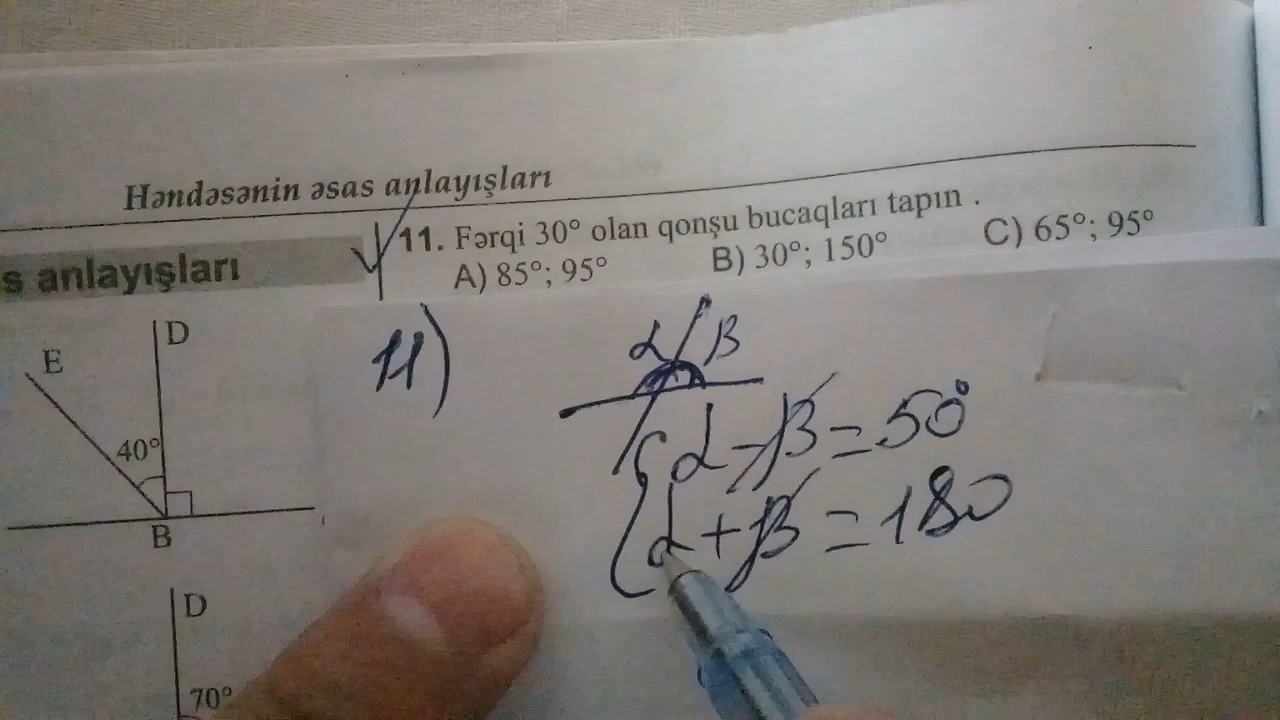 Həndəsənin əsas anlayışları
s anlayışları
11. Fərqi 30° olan qonşu bucaqları tapın .
A) 85°; 95° B) 30°; 150° C) 65°; 95°
E D
40°
B
D
70°
11)
α β
α - β = 50°
α + β = 180